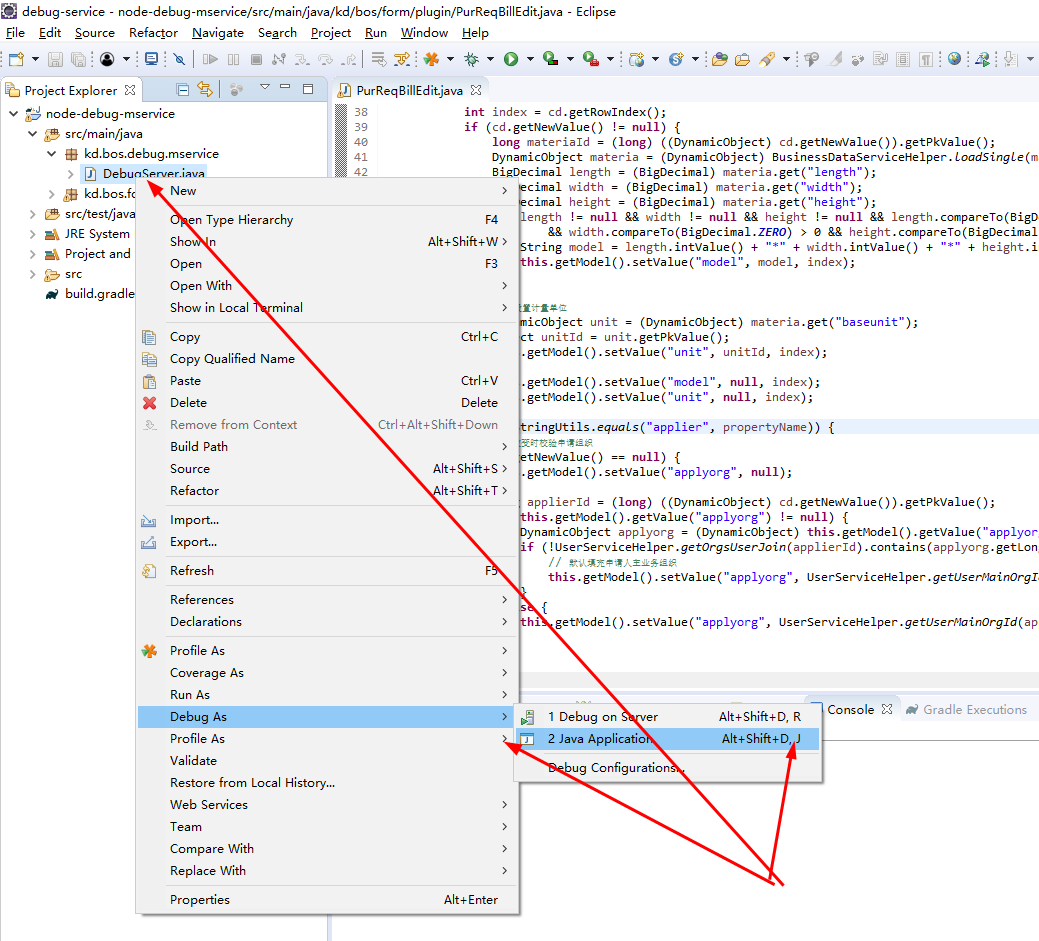 debug-service - node-debug-mservice/src/main/java/kd/bos/form/plugin/PurReqBillEdit.java - Eclipse
File Edit Source Refactor Navigate Search Project Run Window Help
Project Explorer
node-debug-mservice
src/main/java
kd.bos.debug.mservice
DebugServer.java
kd.bos.fo
src/test/java
JRE System
Project and
src
build.gradle
PurReqBillEdit.java
38 int index = cd.getRowIndex();
39 if (cd.getNewValue() != null) {
40 long materiaId = (long) ((DynamicObject) cd.getNewValue()).getPkValue();
41 DynamicObject materia = (DynamicObject) BusinessDataServiceHelper.loadSingle(m
42 BigDecimal length = (BigDecimal) materia.get("length");
Decimal width = (BigDecimal) materia.get("width");
Decimal height = (BigDecimal) materia.get("height");
length != null && width != null && height != null && length.compareTo(BigD
&& width.compareTo(BigDecimal.ZERO) > 0 && height.compareTo(BigDecimal
String model = length.intValue() + "*" + width.intValue() + "*" + height.i
this.getModel().setValue("model", model, index);
置计量单位
micObject unit = (DynamicObject) materia.get("baseunit");
ct unitId = unit.getPkValue();
.getModel().setValue("unit", unitId, index);
.getModel().setValue("model", null, index);
.getModel().setValue("unit", null, index);
tringUtils.equals("applier", propertyName)) {
变时校验申请组织
etNewValue() == null) {
.getModel().setValue("applyorg", null);
applierId = (long) ((DynamicObject) cd.getNewValue()).getPkValue();
this.getModel().getValue("applyorg") != null) {
DynamicObject applyorg = (DynamicObject) this.getModel().getValue("applyor
if (!UserServiceHelper.getOrgsUserJoin(applierId).contains(applyorg.getLon
// 默认填充申请人主业务组织
this.getModel().setValue("applyorg", UserServiceHelper.getUserMainOrgI
}
se {
this.getModel().setValue("applyorg", UserServiceHelper.getUserMainOrgId(ap
New
Open Type Hierarchy F4
Show In Alt+Shift+W
Open F3
Open With
Show in Local Terminal
Copy Ctrl+C
Copy Qualified Name
Paste Ctrl+V
Delete Delete
Remove from Context Ctrl+Alt+Shift+Down
Build Path
Source Alt+Shift+S
Refactor Alt+Shift+T
Import...
Export...
Refresh F5
References
Declarations
Profile As
Coverage As
Run As
Debug As
Profile As
Validate
Restore from Local History...
Web Services
Team
Compare With
Replace With
Properties Alt+Enter
1 Debug on Server Alt+Shift+D, R
2 Java Application Alt+Shift+D, J
Debug Configurations...
Console Gradle Executions